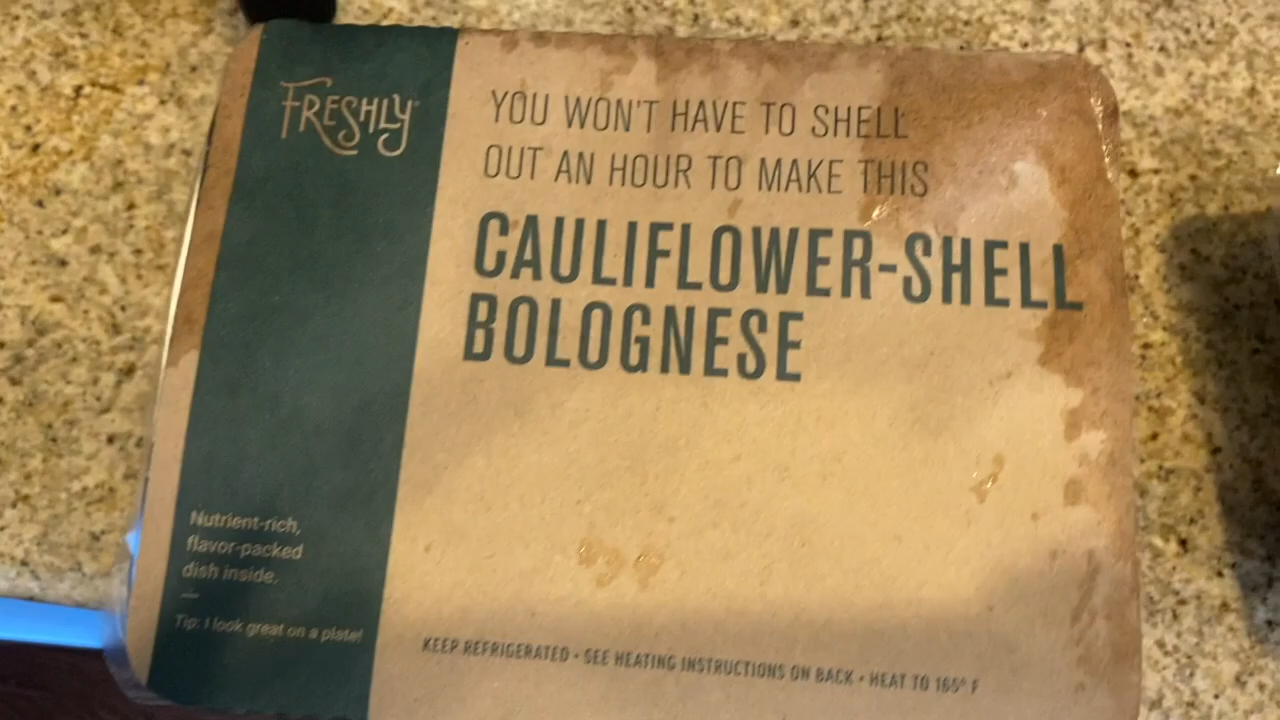 FRESHLY
YOU WON'T HAVE TO SHELL
OUT AN HOUR TO MAKE THIS
CAULIFLOWER-SHELL
BOLOGNESE
Nutrient-rich,
flavor-packed
dish inside.
—
Tip: I look great on a plate!
KEEP REFRIGERATED • SEE HEATING INSTRUCTIONS ON BACK • HEAT TO 165° F